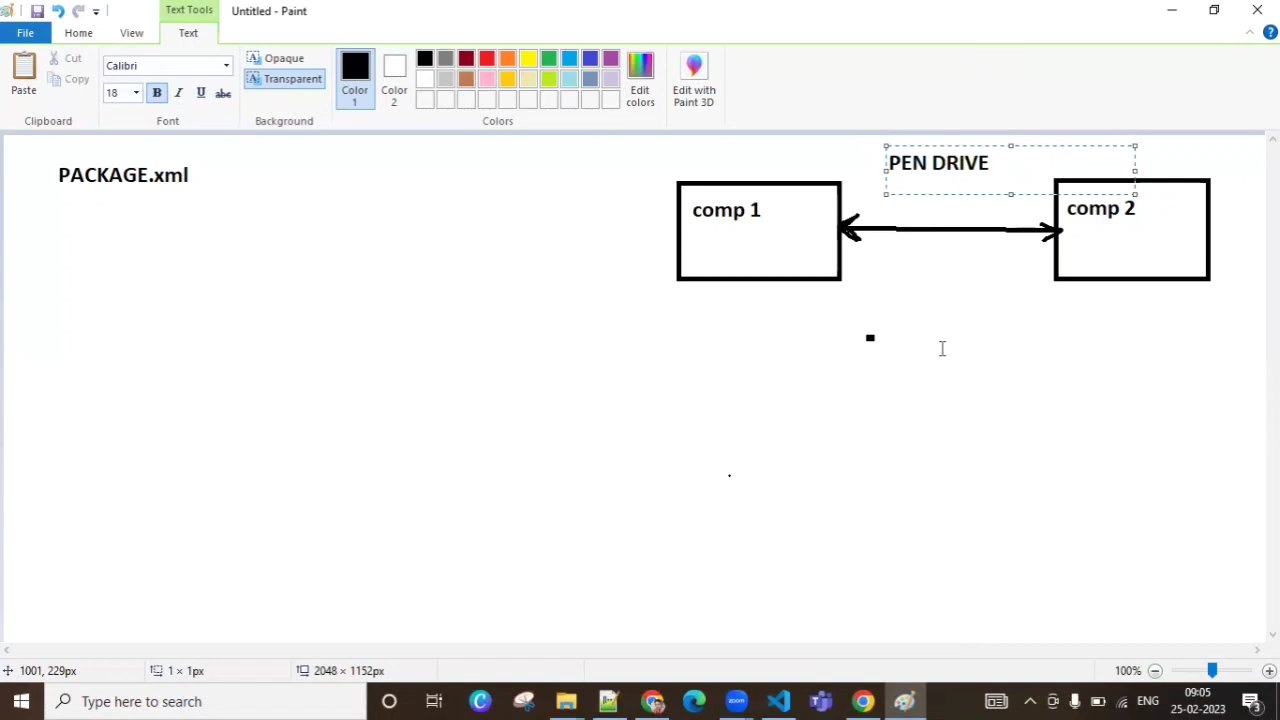 Text Tools
Untitled - Paint
File
Home
View
Text
Paste
Cut
Copy
Clipboard
Calibri
18
B
I
U
abc
Font
Opaque
Transparent
Background
Color 1
Color 2
Edit colors
Colors
Edit with Paint 3D
PACKAGE.xml
PEN DRIVE
comp 1
comp 2
1001, 229px
1 × 1px
2048 × 1152px
100%
Type here to search
zoom
ENG
09:05
25-02-2023
3